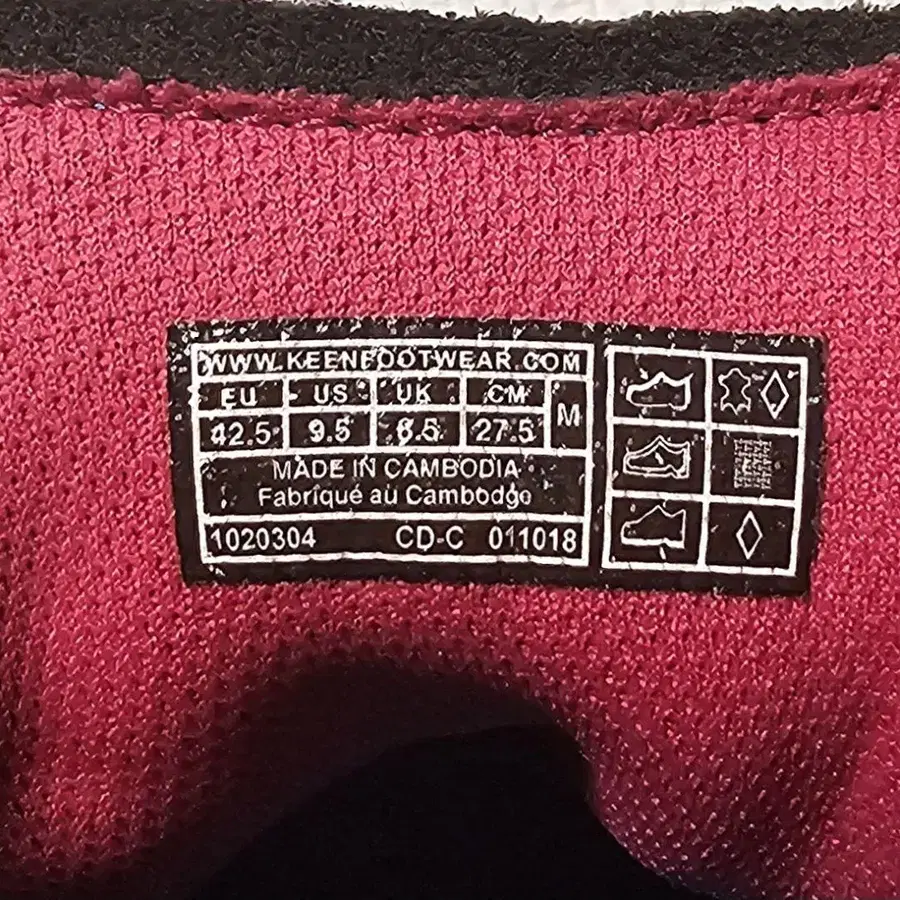 WWW.KEENFOOTWEAR.COM
EU US UK CM M
42.5 9.5 8.5 27.5
MADE IN CAMBODIA
Fabriqué au Cambodge
1020304 CD-C 011018